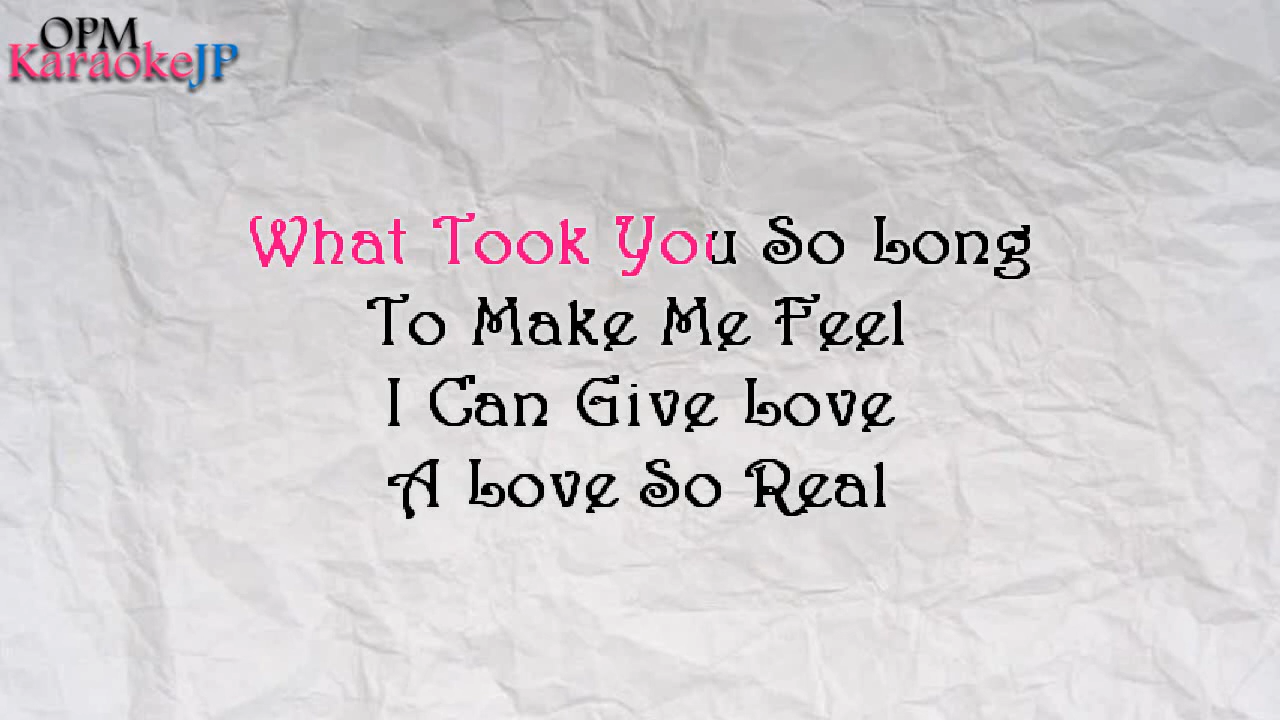 OPM
KaraokeJP
What Took You So Long
To Make Me Feel
I Can Give Love
A Love So Real